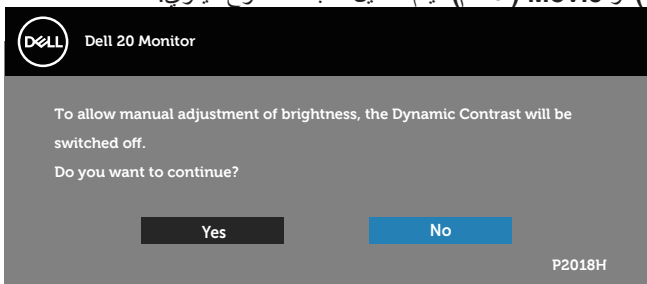 Movie
DELL
Dell 20 Monitor
To allow manual adjustment of brightness, the Dynamic Contrast will be
switched off.
Do you want to continue?
Yes
No
P2018H